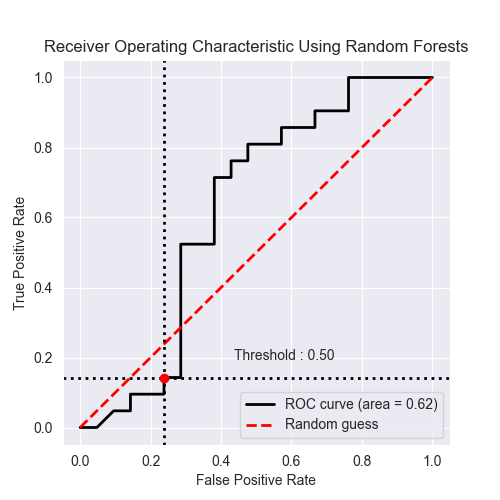 Receiver Operating Characteristic Using Random Forests
1.0
0.8
0.6
0.4
0.2
0.0
True Positive Rate
Threshold : 0.50
ROC curve (area = 0.62)
Random guess
0.0 0.2 0.4 0.6 0.8 1.0
False Positive Rate